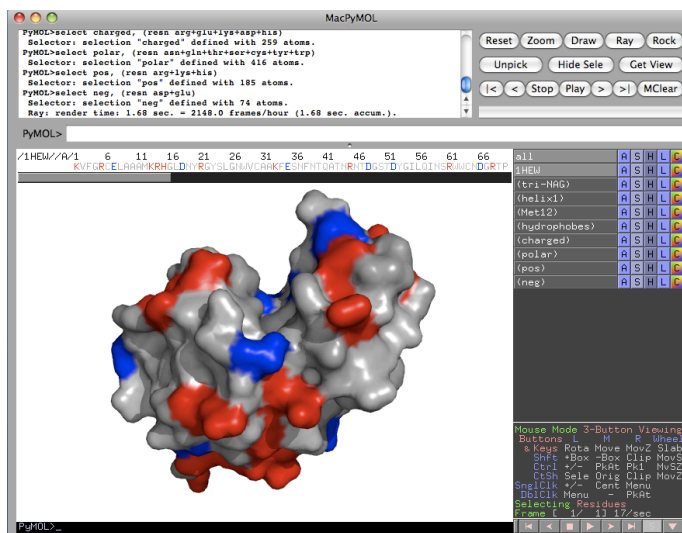 MacPyMOL
PyMOL>select charged, (resn arg+glu+lys+asp+his)
Selector: selection "charged" defined with 259 atoms.
PyMOL>select polar, (resn asn+gln+thr+ser+cys+tyr+trp)
Selector: selection "polar" defined with 416 atoms.
PyMOL>select pos, (resn arg+lys+his)
Selector: selection "pos" defined with 185 atoms.
PyMOL>select neg, (resn asp+glu)
Selector: selection "neg" defined with 74 atoms.
Ray: render time: 1.68 sec. = 2148.0 frames/hour (1.68 sec. accum.).
Reset Zoom Draw Ray Rock
Unpick Hide Sele Get View
|< < Stop Play > >| MClear
PyMOL>
/1HEW//A/1 6 11 16 21 26 31 36 41 46 51 56 61 66
KVFGRCELAAAMKRHGLDNYRGYSLGNWVCAAKFESNFNTQATNRNTDGSTDYGILQINSRWWCNDGRTP
all A S H L C
1HEW A S H L C
(tri-NAG) A S H L C
(helix1) A S H L C
(Met12) A S H L C
(hydrophobes) A S H L C
(charged) A S H L C
(polar) A S H L C
(pos) A S H L C
(neg) A S H L C
Mouse Mode 3-Button Viewing
Buttons L M R Wheel
& Keys Rota Move MovZ Slab
Shft +Box -Box Clip MovS
Ctrl +/- PkAt Pk1 MvSZ
CtSh Sele Orig Clip MovZ
SnglClk +/- Cent Menu
DblClk Menu - PkAt
Selecting Residues
Frame [ 1/ 1] 17/sec
S
PyMOL>_